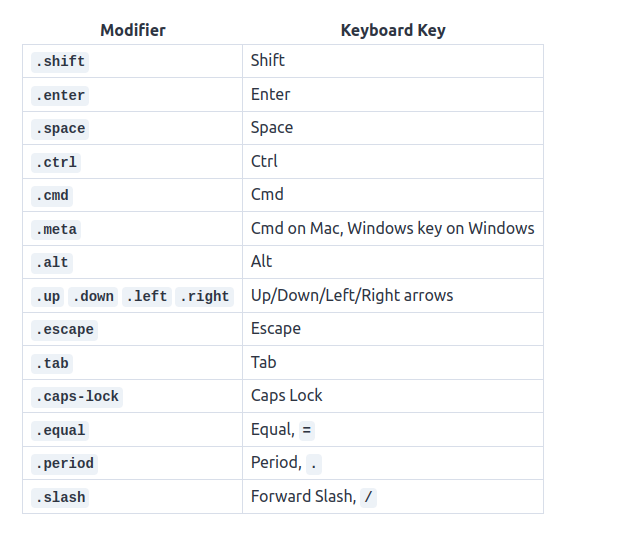 Modifier Keyboard Key
.shift Shift
.enter Enter
.space Space
.ctrl Ctrl
.cmd Cmd
.meta Cmd on Mac, Windows key on Windows
.alt Alt
.up .down .left .right Up/Down/Left/Right arrows
.escape Escape
.tab Tab
.caps-lock Caps Lock
.equal Equal, =
.period Period, .
.slash Forward Slash, /